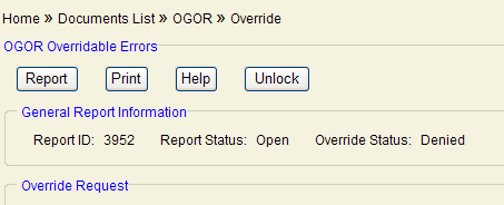 Home » Documents List » OGOR » Override
OGOR Overridable Errors
Report Print Help Unlock
General Report Information
Report ID: 3952 Report Status: Open Override Status: Denied
Override Request